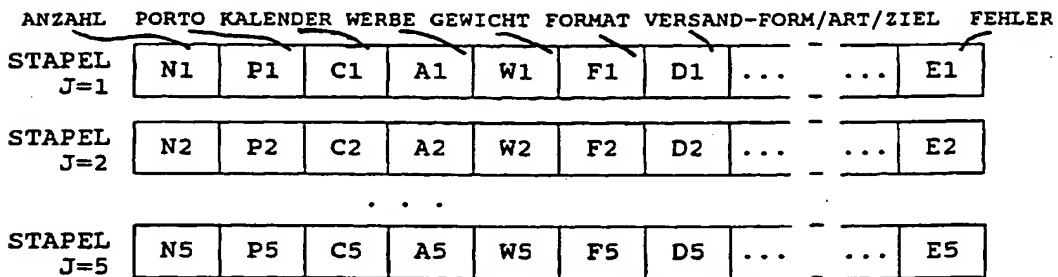 ANZAHL PORTO KALENDER WERBE GEWICHT FORMAT VERSAND-FORM/ART/ZIEL FEHLER
STAPEL J=1 N1 P1 C1 A1 W1 F1 D1 ... ... E1
STAPEL J=2 N2 P2 C2 A2 W2 F2 D2 ... ... E2
. . .
STAPEL J=5 N5 P5 C5 A5 W5 F5 D5 ... ... E5